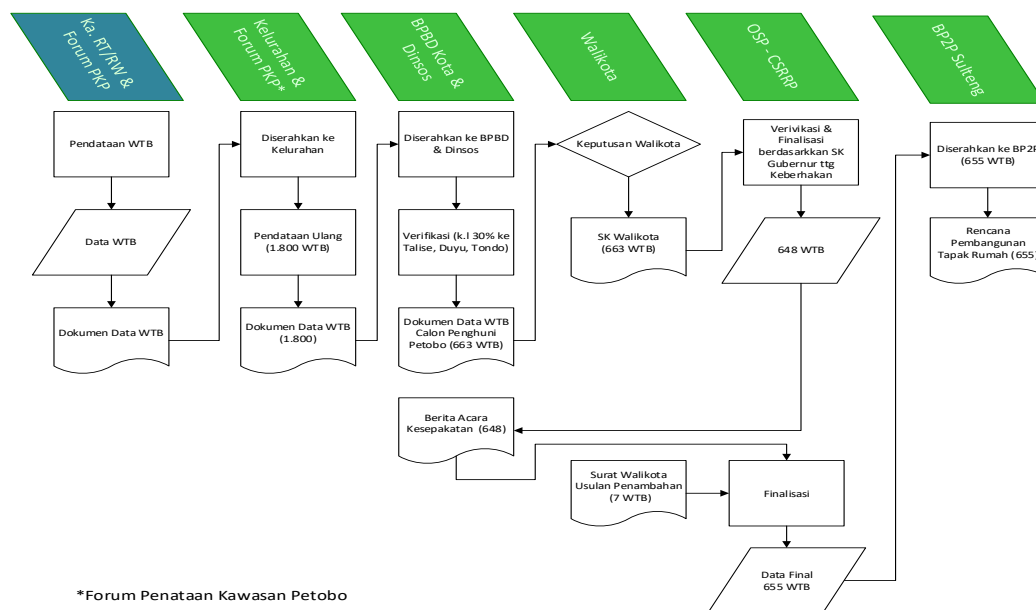 Ka. RT/RW &
Forum PKP
Kelurahan &
Forum PKP*
BPBD Kota &
Dinsos
Walikota
OSP - CSRRP
BP2P Sulteng
Pendataan WTB
Diserahkan ke
Kelurahan
Diserahkan ke BPBD
& Dinsos
Keputusan Walikota
Verivikasi &
Finalisasi
berdasarkkan SK
Gubernur ttg
Keberhakan
Diserahkan ke BP2P
(655 WTB)
Data WTB
Pendataan Ulang
(1.800 WTB)
Verifikasi (k.l 30% ke
Talise, Duyu, Tondo)
SK Walikota
(663 WTB)
648 WTB
Rencana
Pembangunan
Tapak Rumah (655)
Dokumen Data WTB
Dokumen Data WTB
(1.800)
Dokumen Data WTB
Calon Penghuni
Petobo (663 WTB)
Berita Acara
Kesepakatan (648)
Surat Walikota
Usulan Penambahan
(7 WTB)
Finalisasi
Data Final
655 WTB
*Forum Penataan Kawasan Petobo